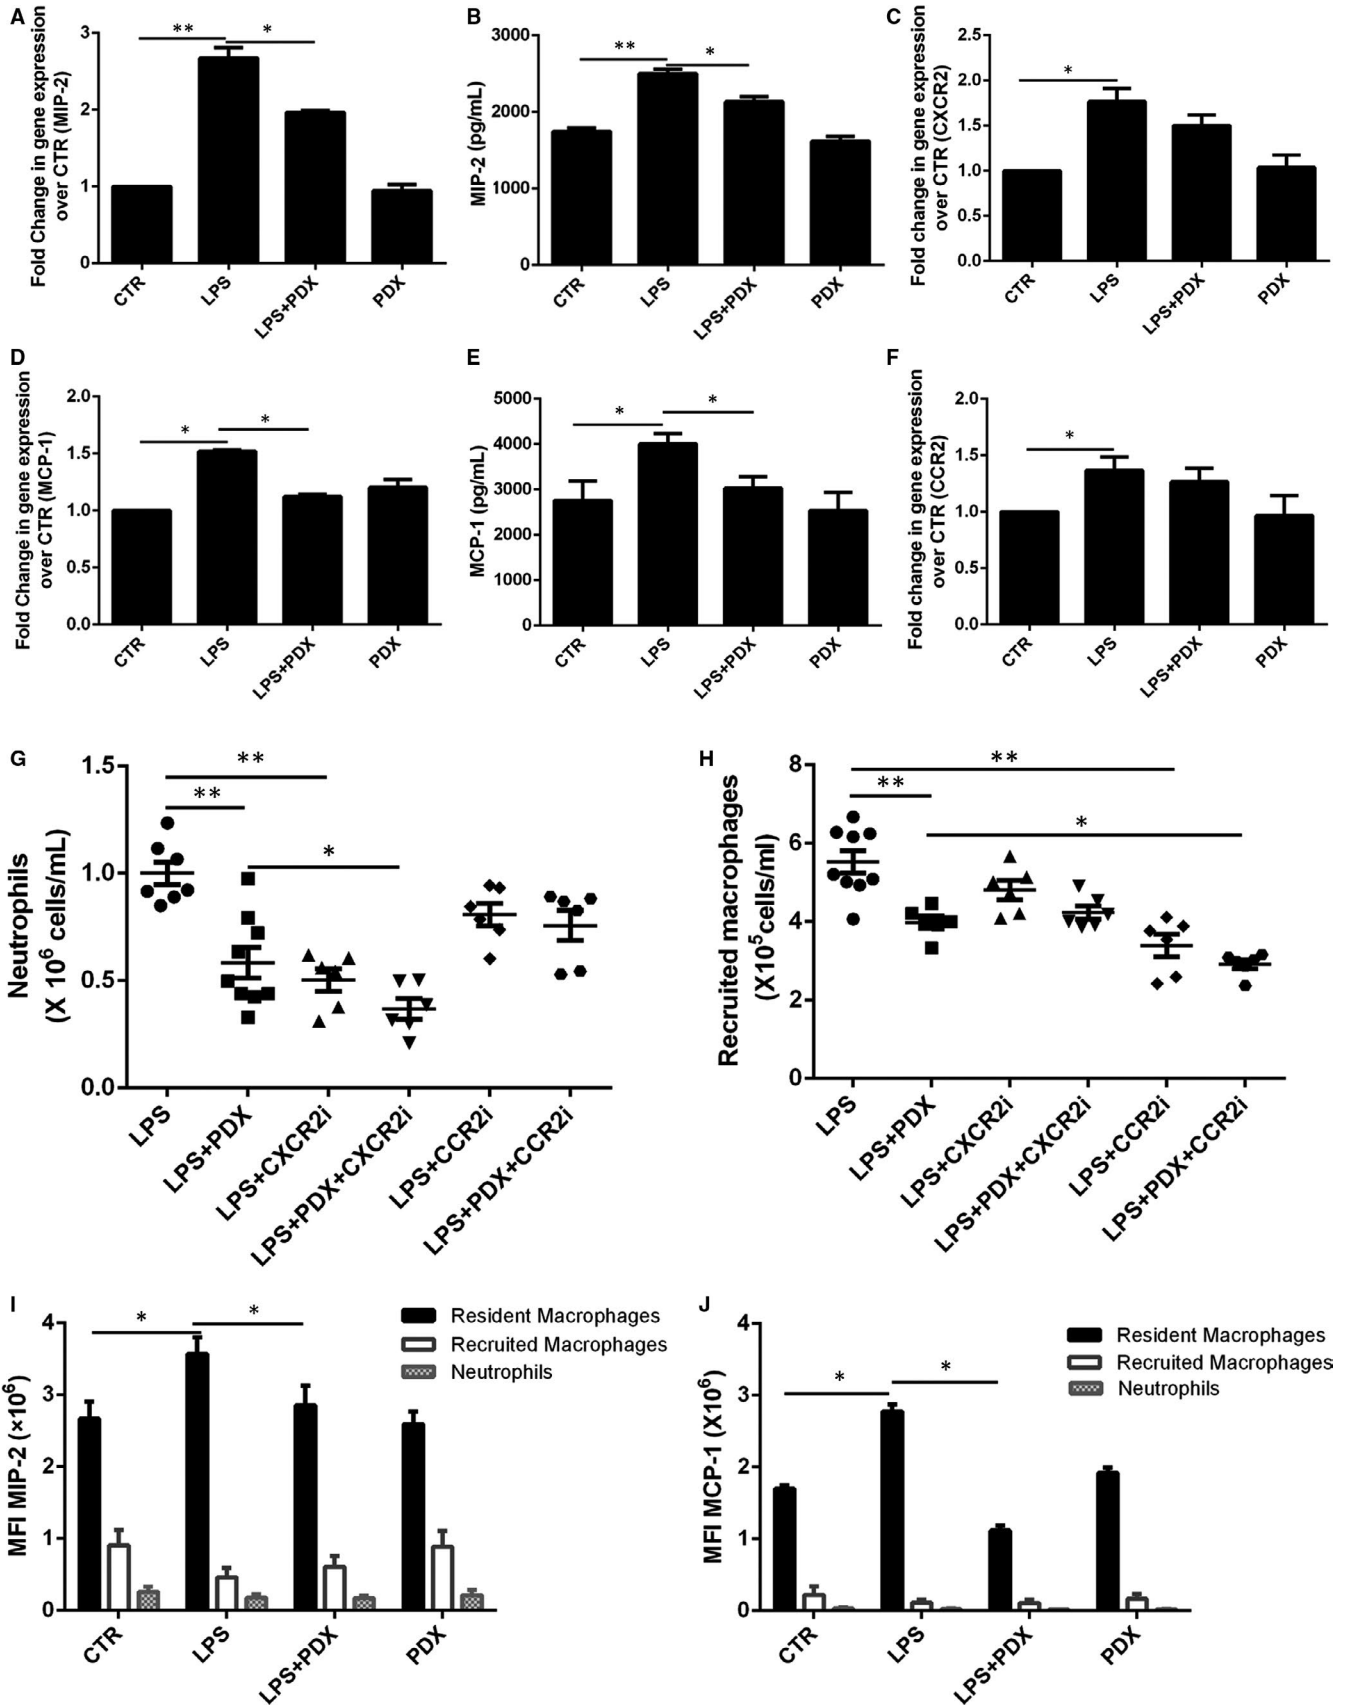 A
Fold Change in gene expression
over CTR (MIP-2)
3
2
1
0
**
*
CTR
LPS
LPS+PDX
PDX
B
MIP-2 (pg/mL)
3000
2000
1000
0
**
*
CTR
LPS
LPS+PDX
PDX
C
Fold change in gene expression
over CTR (CXCR2)
2.5
2.0
1.5
1.0
0.5
0.0
*
CTR
LPS
LPS+PDX
PDX
D
Fold Change in gene expression
over CTR (MCP-1)
2.0
1.5
1.0
0.5
0.0
*
*
CTR
LPS
LPS+PDX
PDX
E
MCP-1 (pg/mL)
5000
4000
3000
2000
1000
0
*
*
CTR
LPS
LPS+PDX
PDX
F
Fold change in gene expression
over CTR (CCR2)
2.0
1.5
1.0
0.5
0.0
*
CTR
LPS
LPS+PDX
PDX
G
Neutrophils
(X 10⁶ cells/mL)
1.5
1.0
0.5
0.0
**
**
*
LPS
LPS+PDX
LPS+CXCR2i
LPS+PDX+CXCR2i
LPS+CCR2i
LPS+PDX+CCR2i
H
Recruited macrophages
(X10⁵cells/ml)
8
6
4
2
0
**
**
*
LPS
LPS+PDX
LPS+CXCR2i
LPS+PDX+CXCR2i
LPS+CCR2i
LPS+PDX+CCR2i
I
MFI MIP-2 (×10⁶)
4
3
2
1
0
*
*
Resident Macrophages
Recruited Macrophages
Neutrophils
CTR
LPS
LPS+PDX
PDX
J
MFI MCP-1 (X10⁶)
4
3
2
1
0
*
*
Resident Macrophages
Recruited Macrophages
Neutrophils
CTR
LPS
LPS+PDX
PDX